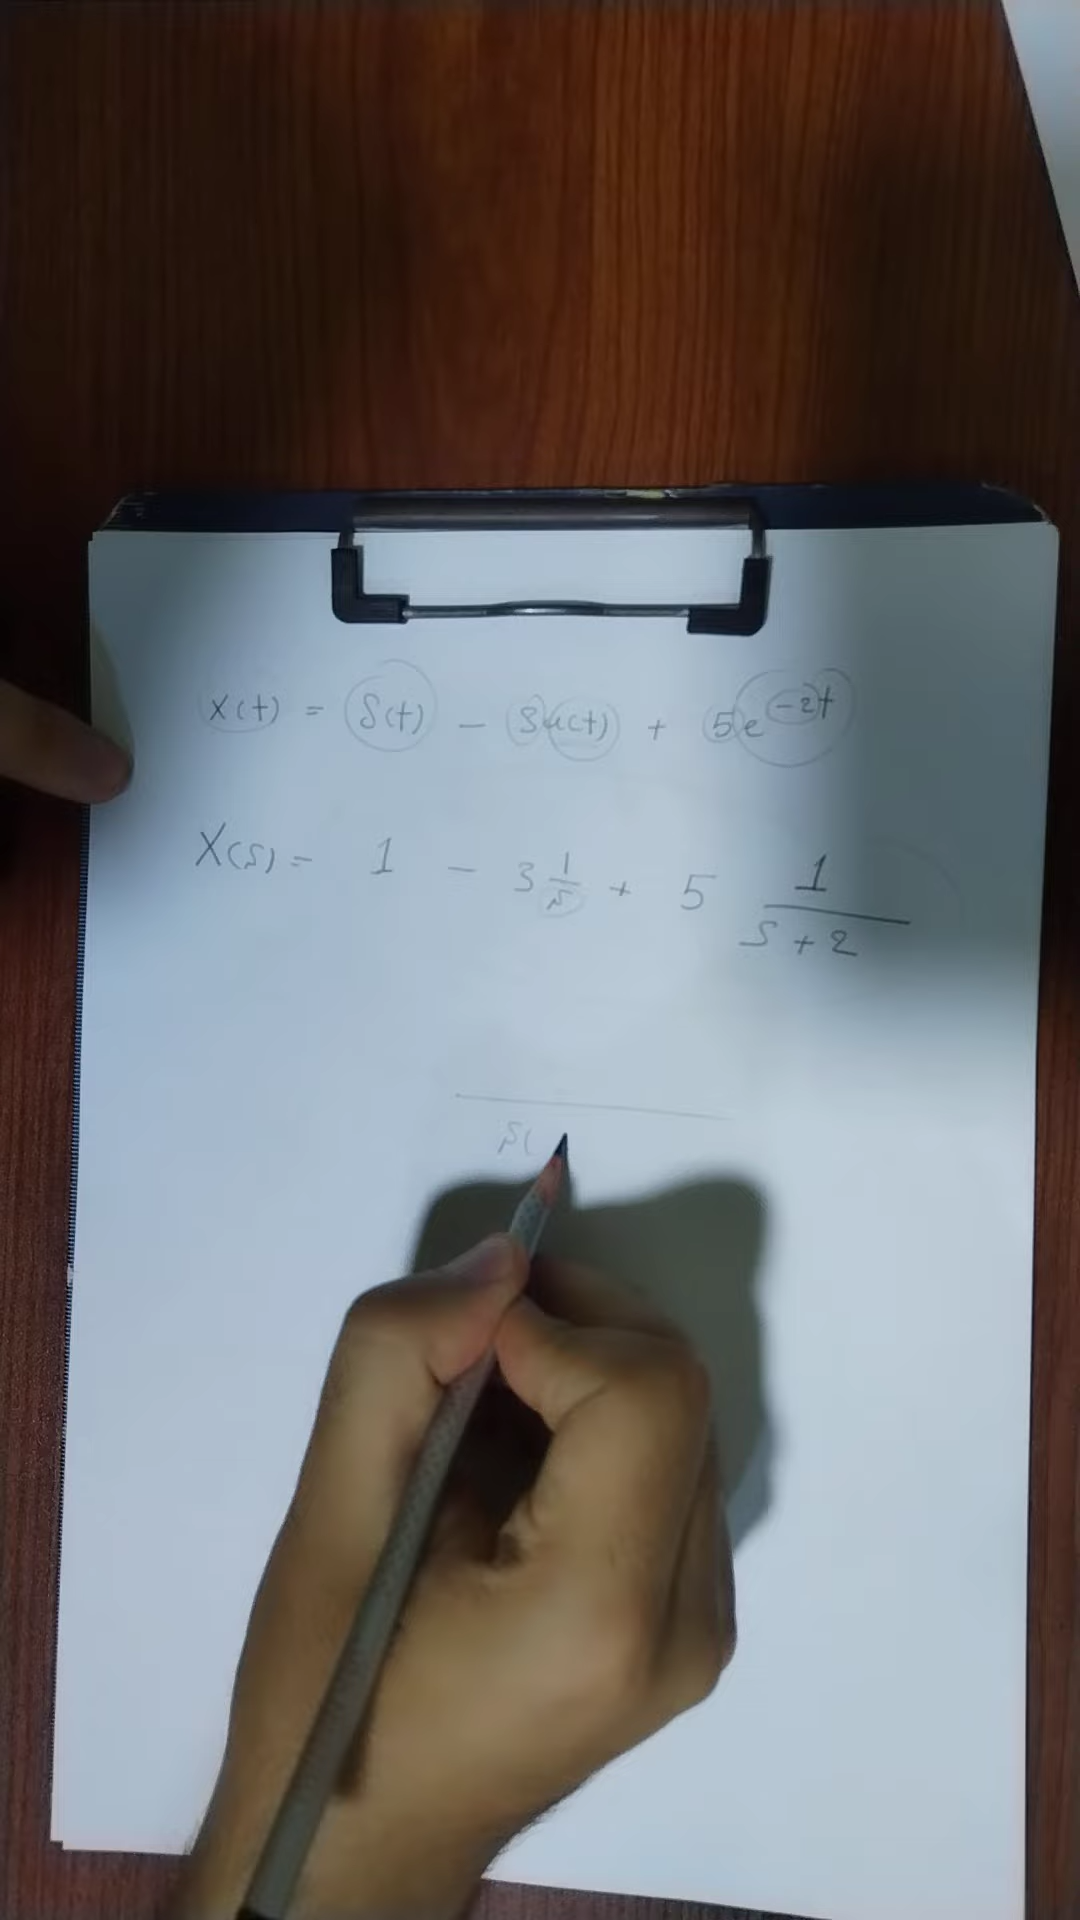 x(t) = δ(t) - 3u(t) + 5e^{-2t}
X(s) = 1 - 3 1/s + 5 1/(s+2)
s(